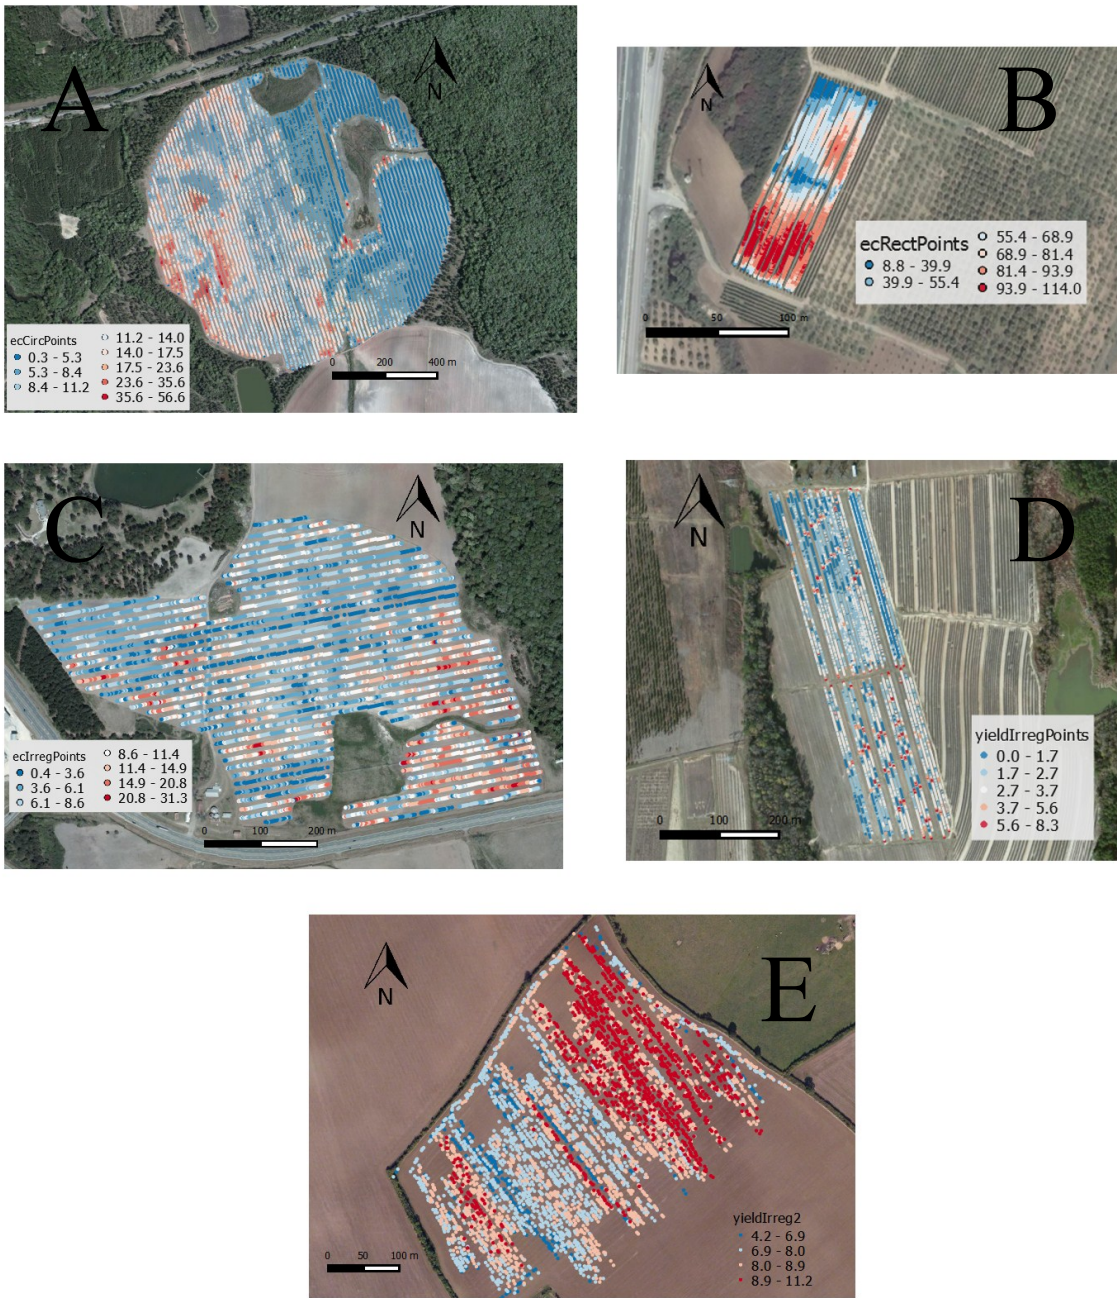 A
N
ecCircPoints
0.3 - 5.3
5.3 - 8.4
8.4 - 11.2
11.2 - 14.0
14.0 - 17.5
17.5 - 23.6
23.6 - 35.6
35.6 - 56.6
0 200 400 m
B
N
ecRectPoints
8.8 - 39.9
39.9 - 55.4
55.4 - 68.9
68.9 - 81.4
81.4 - 93.9
93.9 - 114.0
0 50 100 m
C
N
ecIrregPoints
0.4 - 3.6
3.6 - 6.1
6.1 - 8.6
8.6 - 11.4
11.4 - 14.9
14.9 - 20.8
20.8 - 31.3
0 100 200 m
D
N
yieldIrregPoints
0.0 - 1.7
1.7 - 2.7
2.7 - 3.7
3.7 - 5.6
5.6 - 8.3
0 100 200 m
E
N
yieldIrreg2
4.2 - 6.9
6.9 - 8.0
8.0 - 8.9
8.9 - 11.2
0 50 100 m